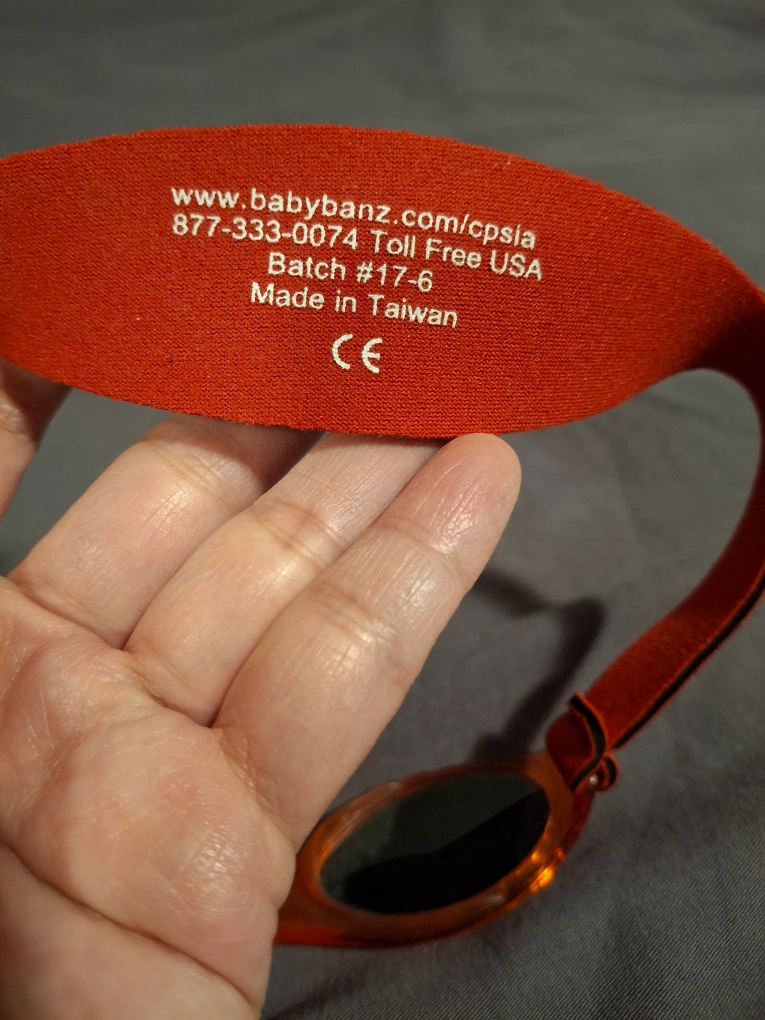 www.babybanz.com/cpsia
877-333-0074 Toll Free USA
Batch #17-6
Made in Taiwan
CE